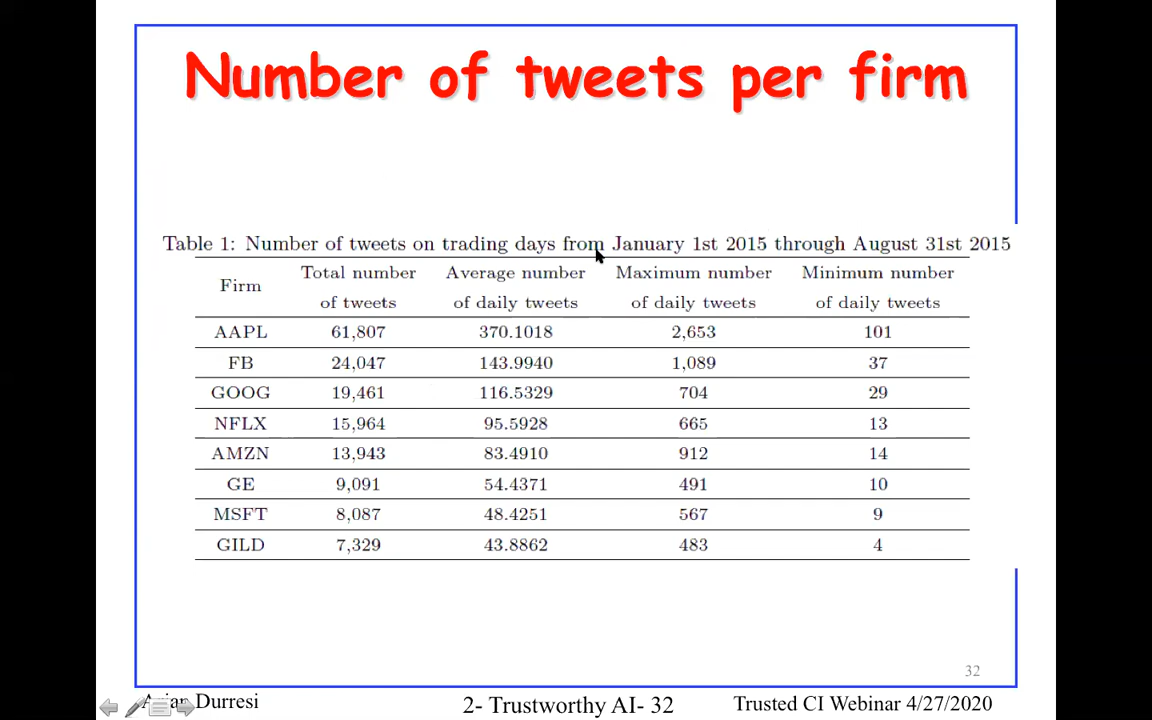 Number of tweets per firm
Table 1: Number of tweets on trading days from January 1st 2015 through August 31st 2015
Firm Total number of tweets Average number of daily tweets Maximum number of daily tweets Minimum number of daily tweets
AAPL 61,807 370.1018 2,653 101
FB 24,047 143.9940 1,089 37
GOOG 19,461 116.5329 704 29
NFLX 15,964 95.5928 665 13
AMZN 13,943 83.4910 912 14
GE 9,091 54.4371 491 10
MSFT 8,087 48.4251 567 9
GILD 7,329 43.8862 483 4
32
Durresi 2- Trustworthy AI- 32 Trusted CI Webinar 4/27/2020